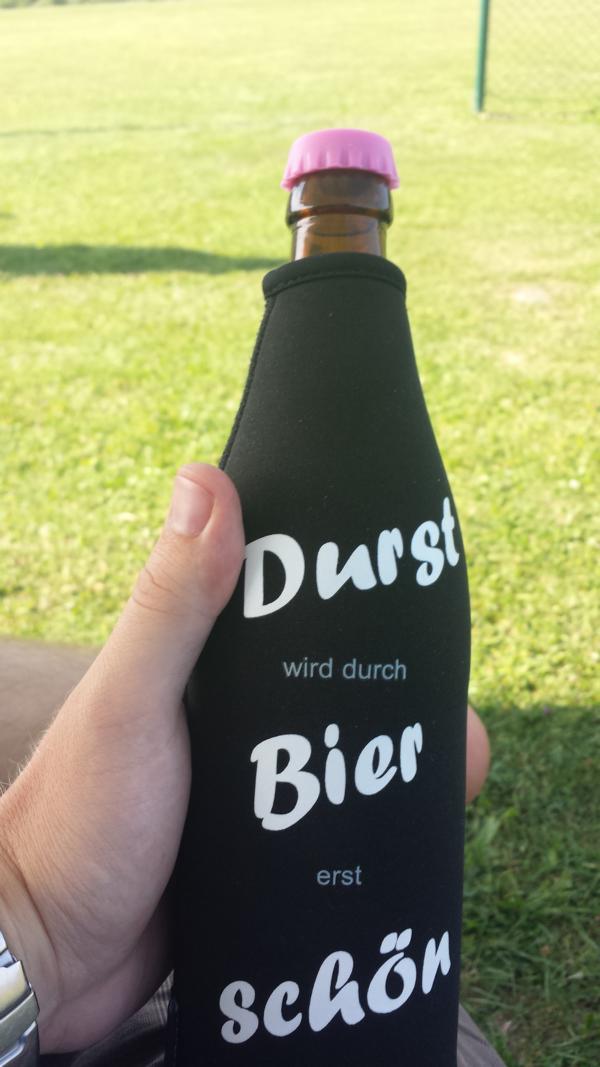 Durst
wird durch
Bier
erst
schön